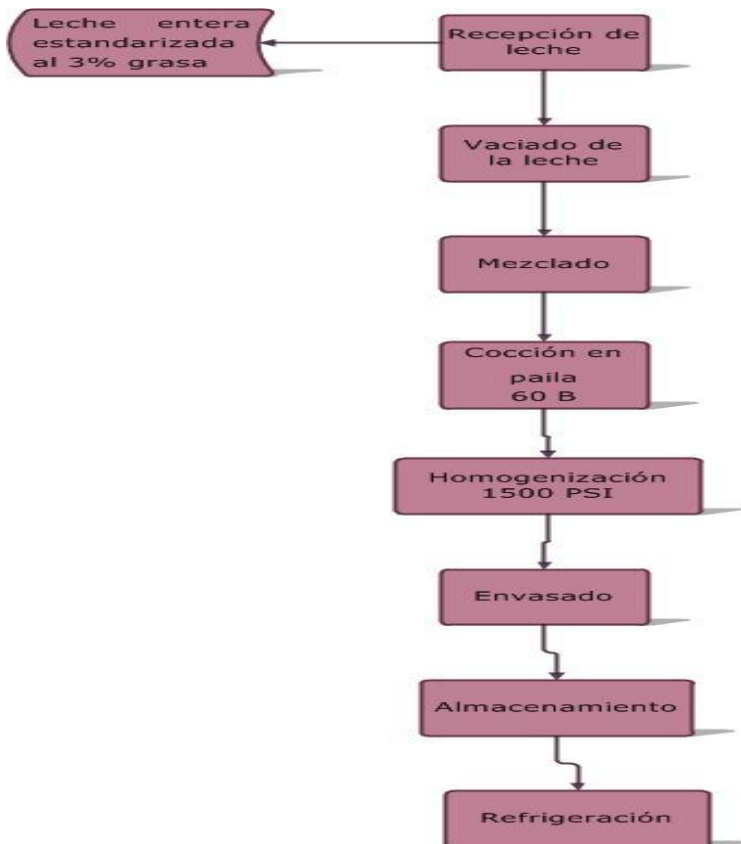 Leche entera
estandarizada
al 3% grasa
Recepción de
leche
Vaciado de
la leche
Mezclado
Cocción en
paila
60 B
Homogenización
1500 PSI
Envasado
Almacenamiento
Refrigeración